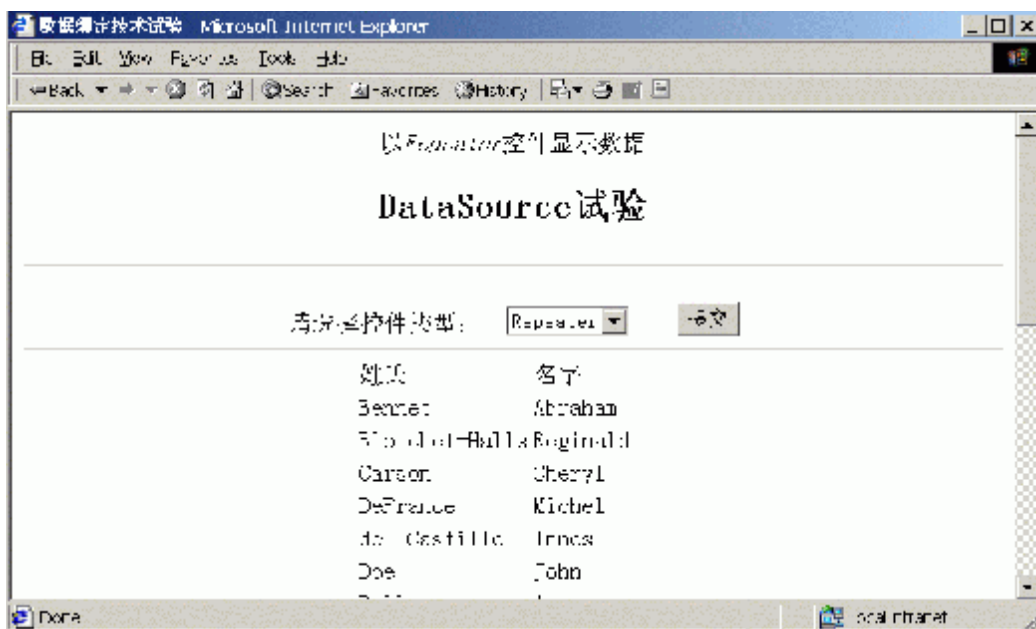 数据绑定技术试验 Microsoft Internet Explorer
Edit View Favorites Tools Help
Back Search Favorites History
以Repeater控件显示数据
DataSource试验
请选择控件类型: Repeater 提交
姓氏 名字
Bennet Abraham
Blotchet-Halls Reginald
Carson Cheryl
DeFrance Michel
del Castillo Innes
Doe John
Done Local intranet